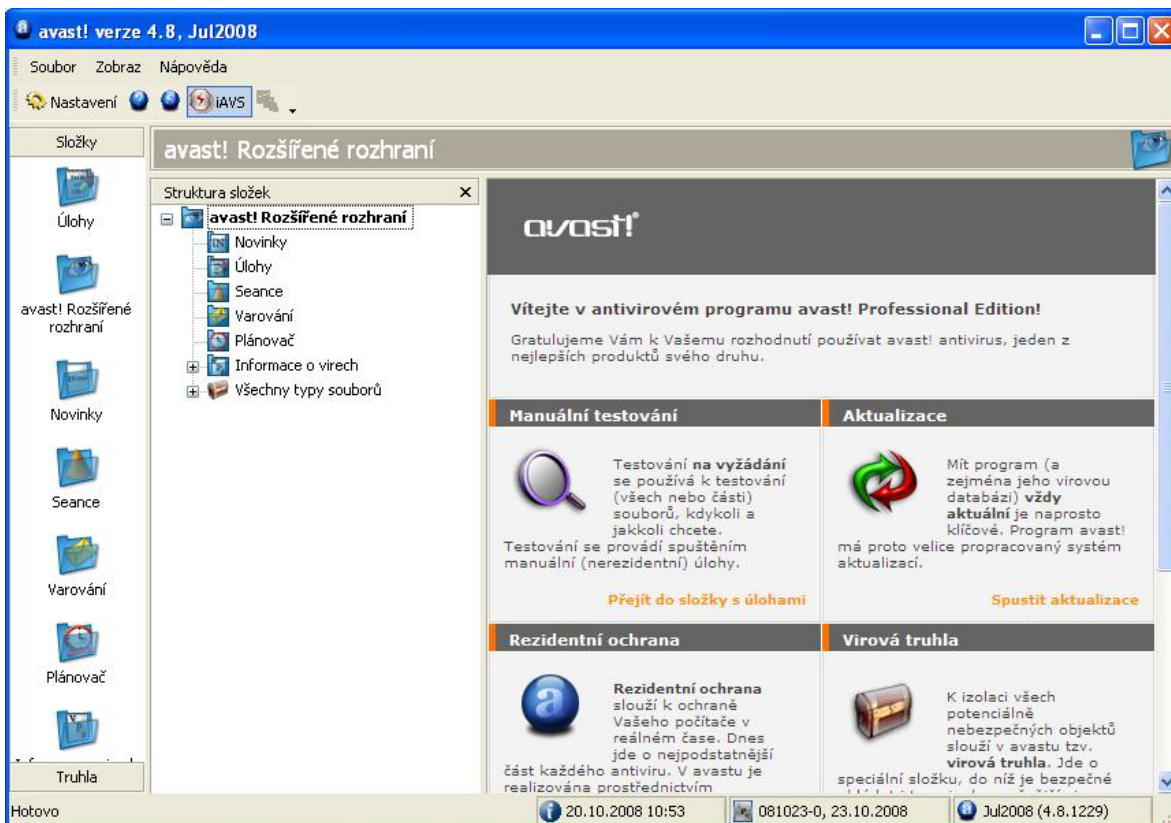 avast! verze 4.8, Jul2008
Soubor Zobraz Nápověda
Nastavení iAVS
Složky
Úlohy
avast! Rozšířené
rozhraní
Novinky
Seance
Varování
Plánovač
Truhla
avast! Rozšířené rozhraní
Struktura složek
avast! Rozšířené rozhraní
Novinky
Úlohy
Seance
Varování
Plánovač
Informace o virech
Všechny typy souborů
avast!
Vítejte v antivirovém programu avast! Professional Edition!
Gratulujeme Vám k Vašemu rozhodnutí používat avast! antivirus, jeden z
nejlepších produktů svého druhu.
Manuální testování
Testování na vyžádání
se používá k testování
(všech nebo části)
souborů, kdykoli a
jakkoli chcete.
Testování se provádí spuštěním
manuální (nerezidentní) úlohy.
Přejít do složky s úlohami
Aktualizace
Mít program (a
zejména jeho virovou
databázi) vždy
aktuální je naprosto
klíčové. Program avast!
má proto velice propracovaný systém
aktualizací.
Spustit aktualizace
Rezidentní ochrana
Rezidentní ochrana
slouží k ochraně
Vašeho počítače v
reálném čase. Dnes
jde o nejpodstatnější
část každého antiviru. V avastu je
realizována prostřednictvím
Virová truhla
K izolaci všech
potenciálně
nebezpečných objektů
slouží v avastu tzv.
virová truhla. Jde o
speciální složku, do níž je bezpečné
Hotovo
20.10.2008 10:53
081023-0, 23.10.2008
Jul2008 (4.8.1229)